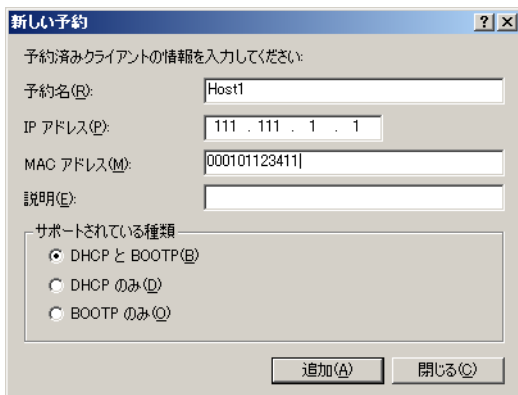 新しい予約
予約済みクライアントの情報を入力してください:
予約名(R): Host1
IP アドレス(P): 111 . 111 . 1 . 1
MAC アドレス(M): 000101123411
説明(E):
サポートされている種類
DHCP と BOOTP(B)
DHCP のみ(D)
BOOTP のみ(O)
追加(A) 閉じる(C)